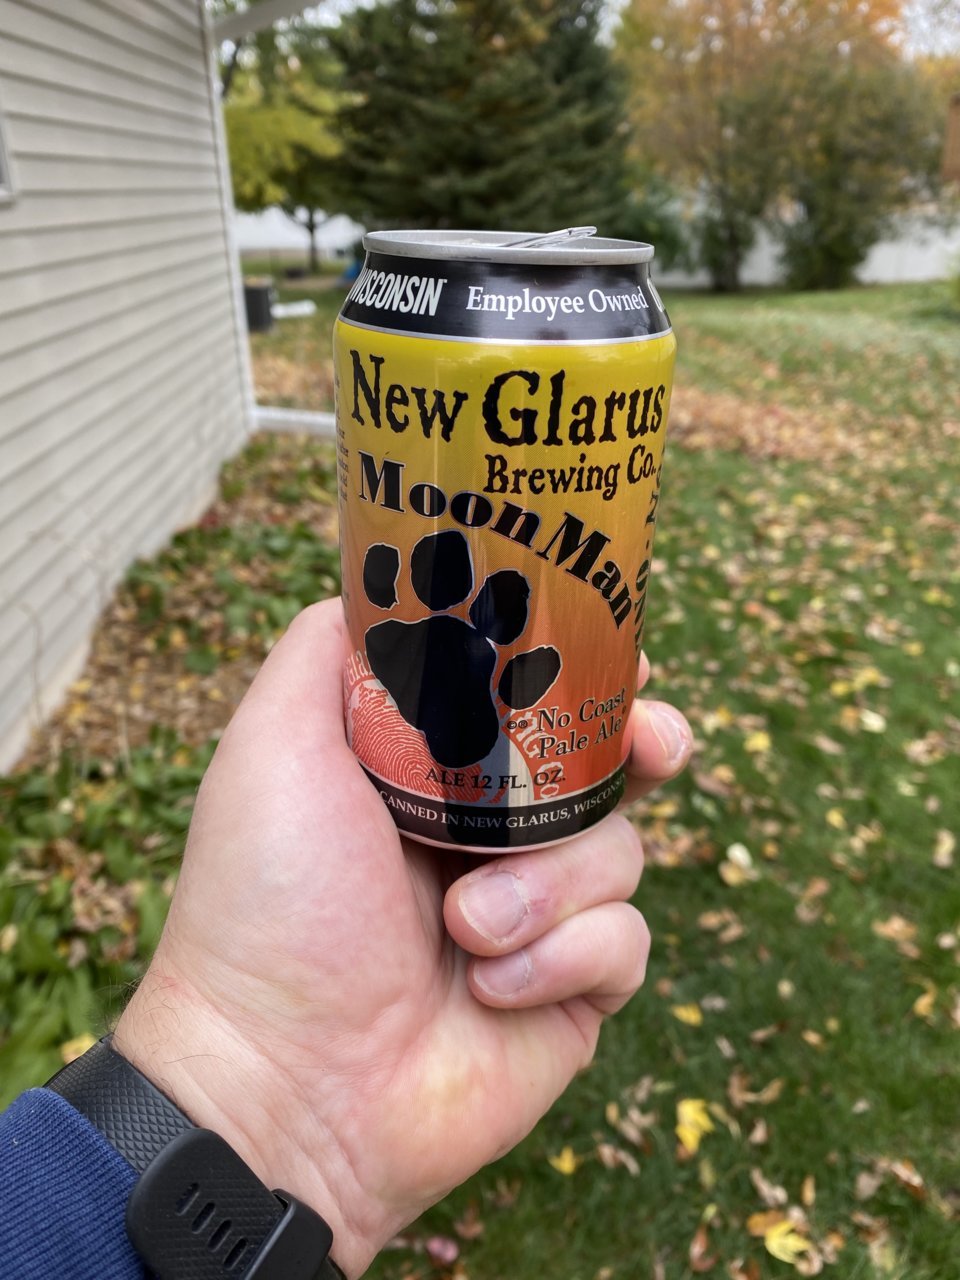 WISCONSIN Employee Owned
New Glarus
Brewing Co.
Moon Man
No Coast
Pale Ale
ALE 12 FL. OZ.
CANNED IN NEW GLARUS, WISCONSIN